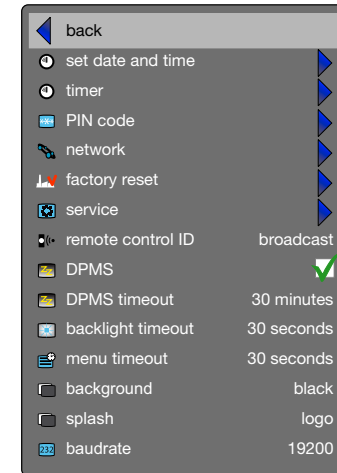 back
set date and time
timer
PIN code
network
factory reset
service
remote control ID broadcast
DPMS
DPMS timeout 30 minutes
backlight timeout 30 seconds
menu timeout 30 seconds
background black
splash logo
232 baudrate 19200